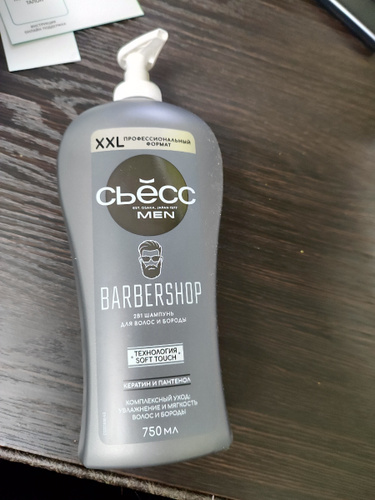 XXL ПРОФЕССИОНАЛЬНЫЙ
ФОРМАТ
СЬЁСС
MEN
BARBERSHOP
2В1 ШАМПУНЬ
ДЛЯ ВОЛОС И БОРОДЫ
ТЕХНОЛОГИЯ
SOFT TOUCH
КЕРАТИН И ПАНТЕНОЛ
КОМПЛЕКСНЫЙ УХОД:
УВЛАЖНЕНИЕ И МЯГКОСТЬ
ВОЛОС И БОРОДЫ
750 МЛ